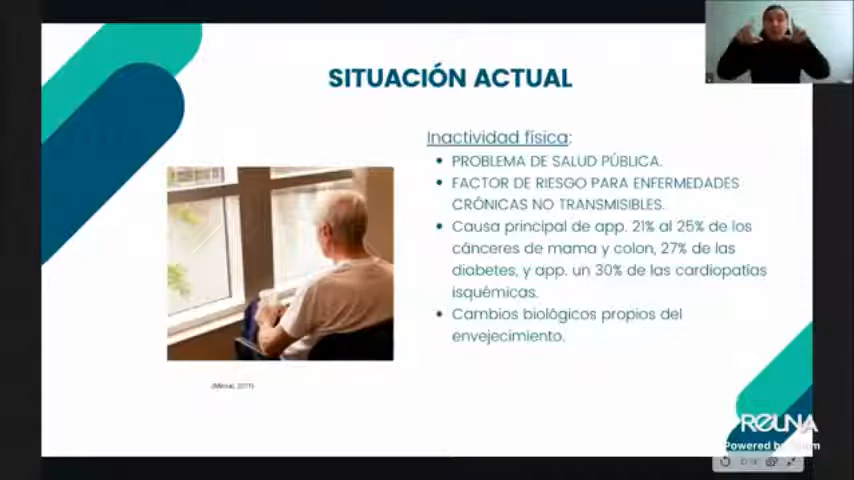 SITUACIÓN ACTUAL
Inactividad física:
• PROBLEMA DE SALUD PÚBLICA.
• FACTOR DE RIESGO PARA ENFERMEDADES
CRÓNICAS NO TRANSMISIBLES.
• Causa principal de app. 21% al 25% de los
cánceres de mama y colon, 27% de las
diabetes, y app. un 30% de las cardiopatías
isquémicas.
• Cambios biológicos propios del
envejecimiento.
REUNA
Powered by